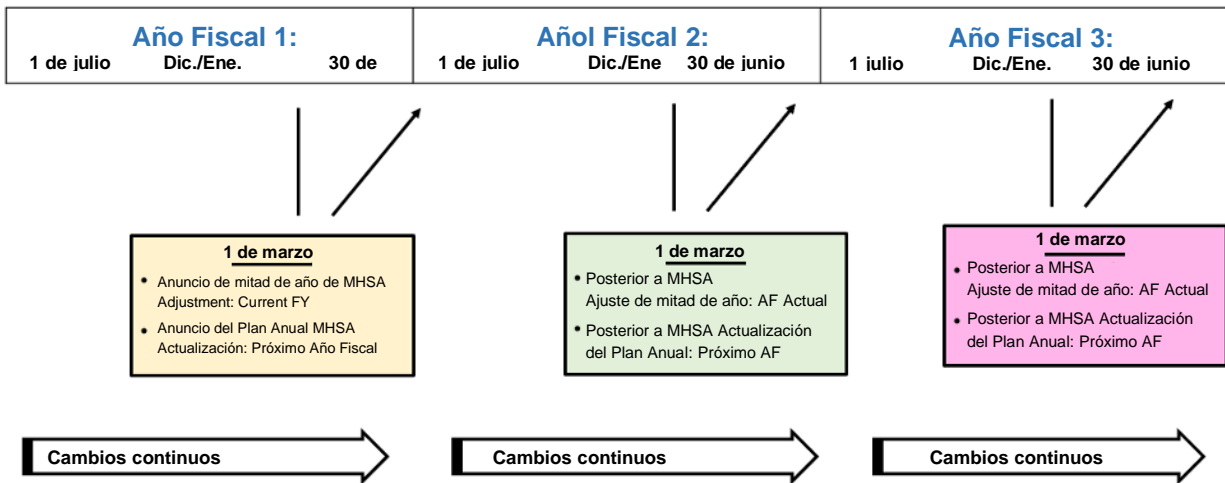 Año Fiscal 1:
1 de julio Dic./Ene. 30 de
Añol Fiscal 2:
1 de julio Dic./Ene 30 de junio
Año Fiscal 3:
1 julio Dic./Ene. 30 de junio
1 de marzo
• Anuncio de mitad de año de MHSA
Adjustment: Current FY
• Anuncio del Plan Anual MHSA
Actualización: Próximo Año Fiscal
1 de marzo
• Posterior a MHSA
Ajuste de mitad de año: AF Actual
• Posterior a MHSA Actualización
del Plan Anual: Próximo AF
1 de marzo
• Posterior a MHSA
Ajuste de mitad de año: AF Actual
• Posterior a MHSA Actualización
del Plan Anual: Próximo AF
Cambios continuos
Cambios continuos
Cambios continuos